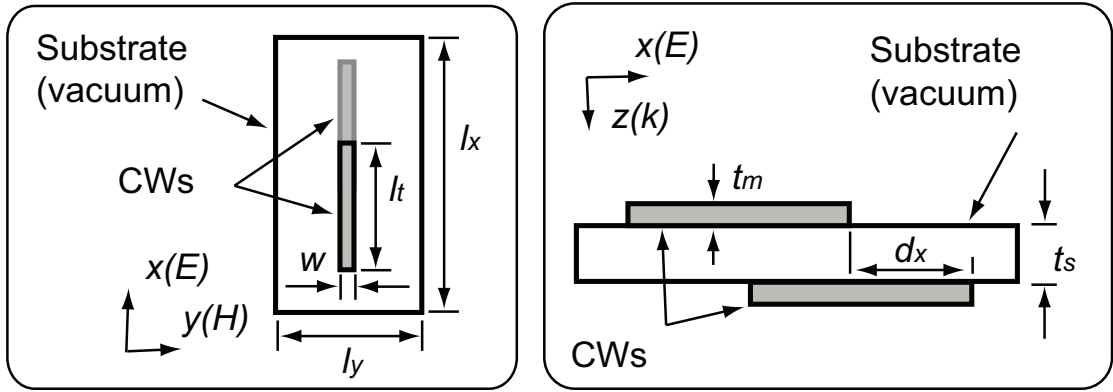 Substrate
(vacuum)
CWs
lx
lt
w
x(E)
y(H)
ly
x(E)
z(k)
Substrate
(vacuum)
tm
dx
ts
CWs